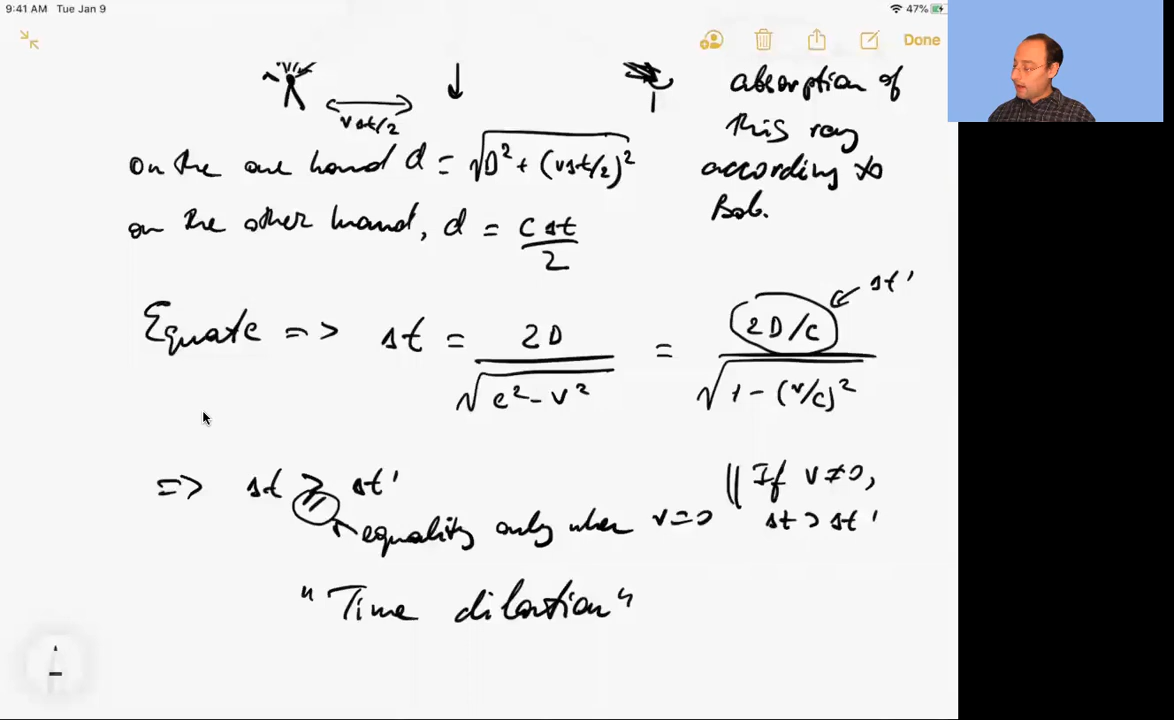 9:41 AM Tue Jan 9
47%
Done
vΔt/2
absorption of
this ray
according to
Bob.
on the one hand d = √(D² + (vΔt/2)²)
on the other hand, d = cΔt/2
Equate => Δt = 2D/√(c² - v²) = (2D/c)/√(1 - (v/c)²) ← Δt'
=> Δt ≥ Δt'
equality only when v=0
|| If v≠0,
Δt > Δt'
"Time dilation"